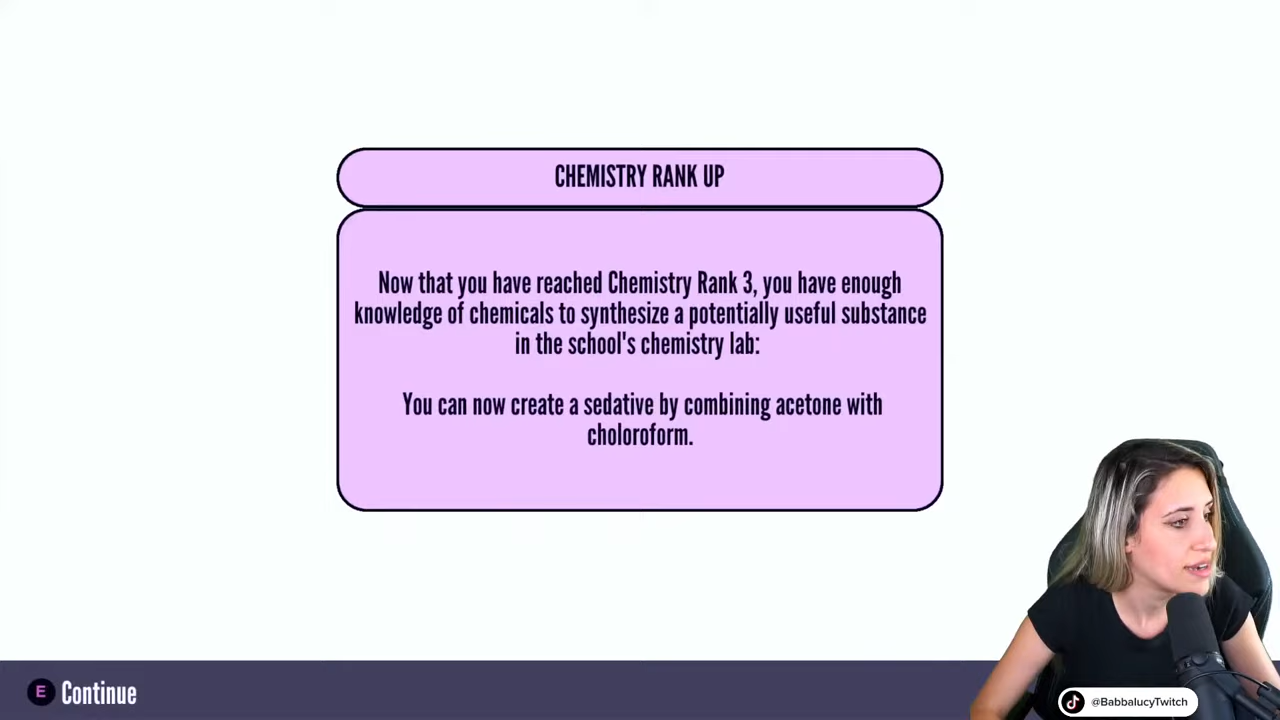 CHEMISTRY RANK UP
Now that you have reached Chemistry Rank 3, you have enough
knowledge of chemicals to synthesize a potentially useful substance
in the school's chemistry lab:
You can now create a sedative by combining acetone with
choloroform.
E Continue
@BabbalucyTwitch